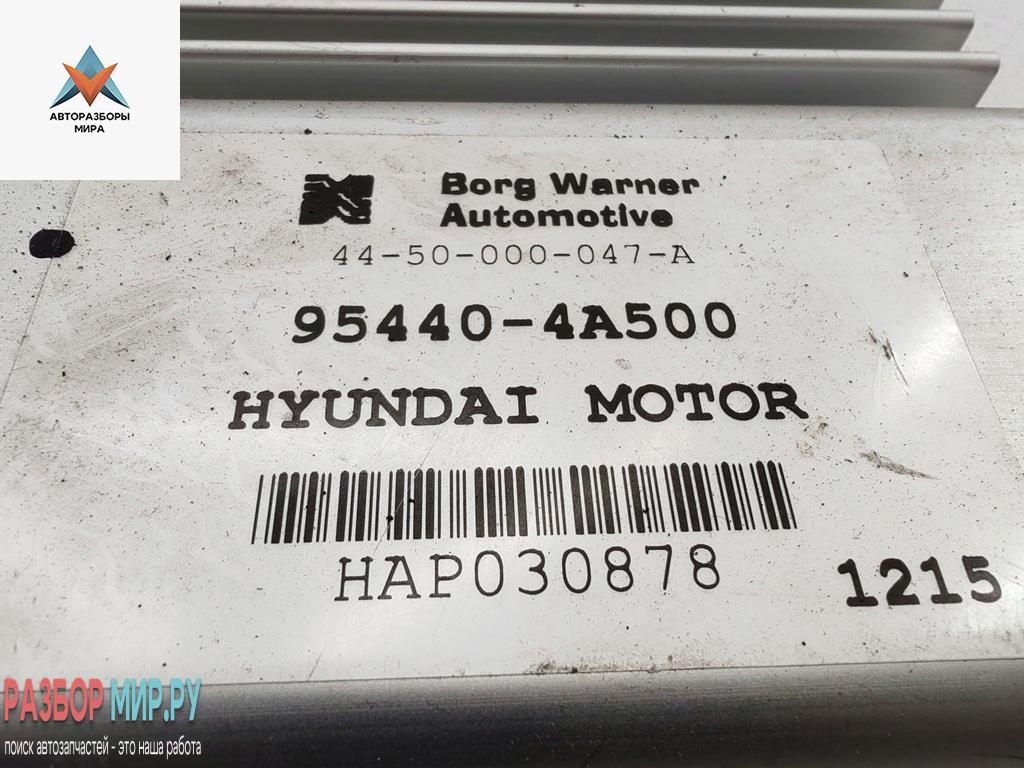 АВТОРАЗБОРЫ
МИРА
Borg Warner
Automotive
44-50-000-047-A
95440-4A500
HYUNDAI MOTOR
HAP030878
1215
РАЗБОР МИР.РУ
поиск автозапчастей - это наша работа